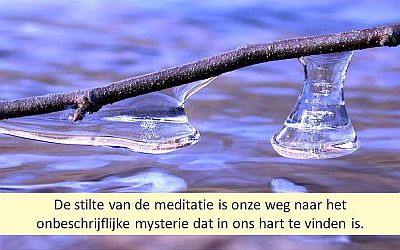 De stilte van de meditatie is onze weg naar het
onbeschrijflijke mysterie dat in ons hart te vinden is.